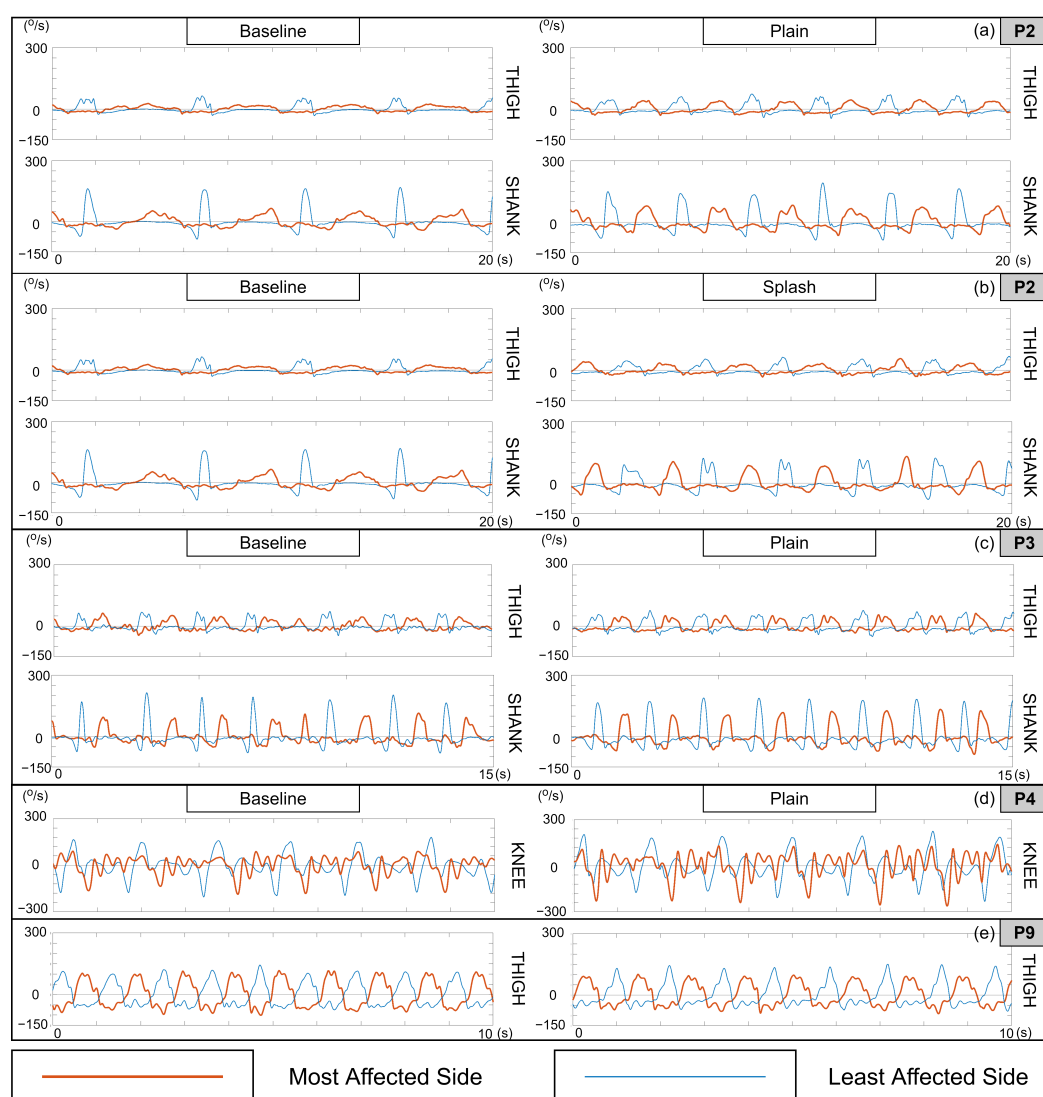 (°/s) Baseline (°/s) Plain (a) P2
300 THIGH 300 THIGH
0 0
−150 −150
300 SHANK 300 SHANK
0 0
−150 −150
0 20 (s) 0 20 (s)
(°/s) Baseline (°/s) Splash (b) P2
300 THIGH 300 THIGH
0 0
−150 −150
300 SHANK 300 SHANK
0 0
−150 −150
0 20 (s) 0 20 (s)
(°/s) Baseline (°/s) Plain (c) P3
300 THIGH 300 THIGH
0 0
−150 −150
300 SHANK 300 SHANK
0 0
−150 −150
0 15 (s) 0 15 (s)
(°/s) Baseline (°/s) Plain (d) P4
300 KNEE 300 KNEE
0 0
−300 −300
(e) P9
300 THIGH 300 THIGH
0 0
−150 −150
0 10 (s) 0 10 (s)
Most Affected Side Least Affected Side